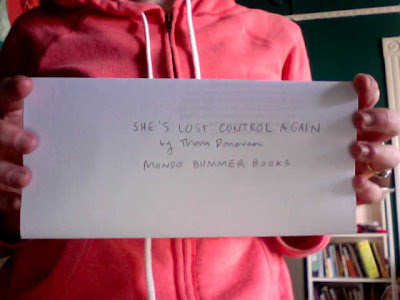 SHE'S LOST CONTROL AGAIN
by Thom Donovan
MONDO BUMMER BOOKS